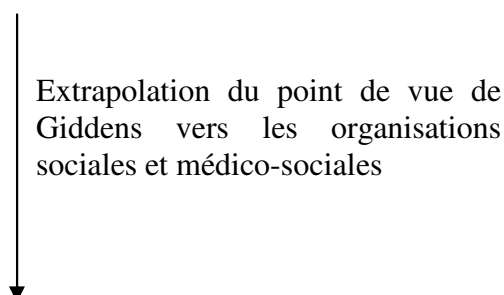 Extrapolation du point de vue de
Giddens vers les organisations
sociales et médico-sociales